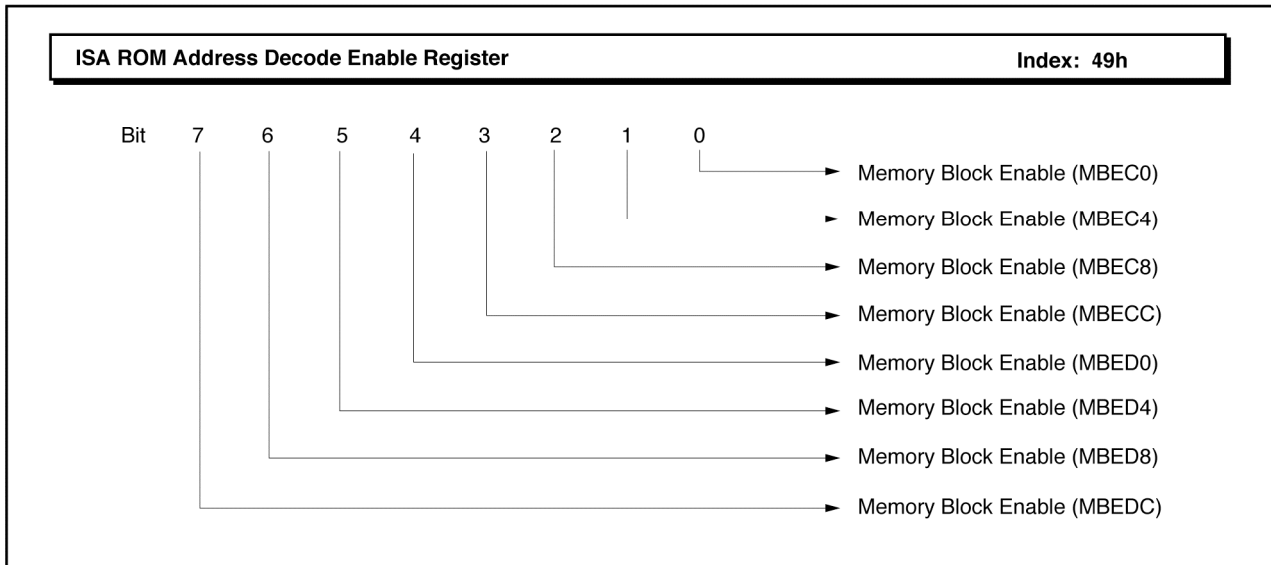 ISA ROM Address Decode Enable Register Index: 49h
Bit 7 6 5 4 3 2 1 0
Memory Block Enable (MBEC0)
Memory Block Enable (MBEC4)
Memory Block Enable (MBEC8)
Memory Block Enable (MBECC)
Memory Block Enable (MBED0)
Memory Block Enable (MBED4)
Memory Block Enable (MBED8)
Memory Block Enable (MBEDC)